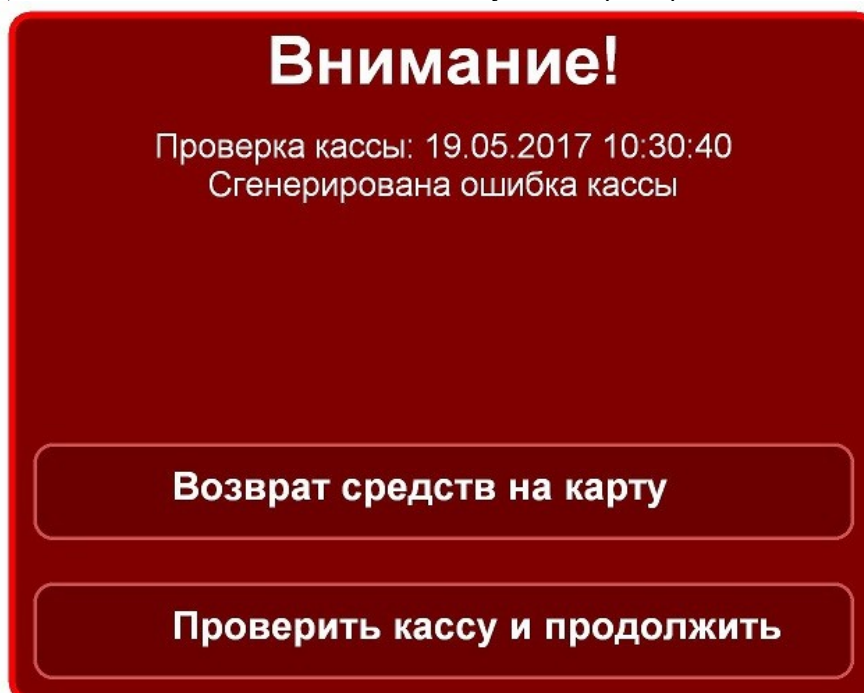 Внимание!
Проверка кассы: 19.05.2017 10:30:40
Сгенерирована ошибка кассы
Возврат средств на карту
Проверить кассу и продолжить